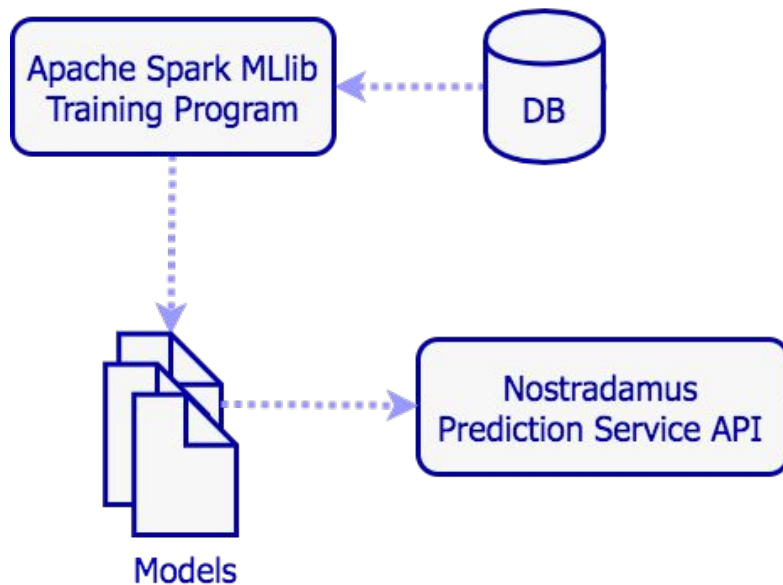 Apache Spark MLlib
Training Program
DB
Nostradamus
Prediction Service API
Models